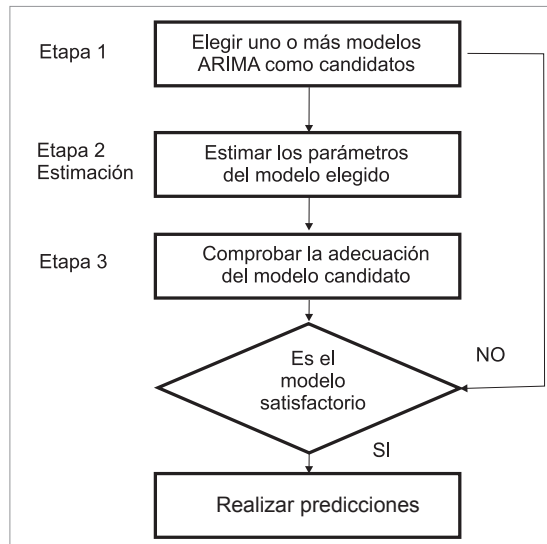 Etapa 1
Elegir uno o más modelos
ARIMA como candidatos
Etapa 2
Estimación
Estimar los parámetros
del modelo elegido
Etapa 3
Comprobar la adecuación
del modelo candidato
Es el
modelo
satisfactorio
NO
SI
Realizar predicciones